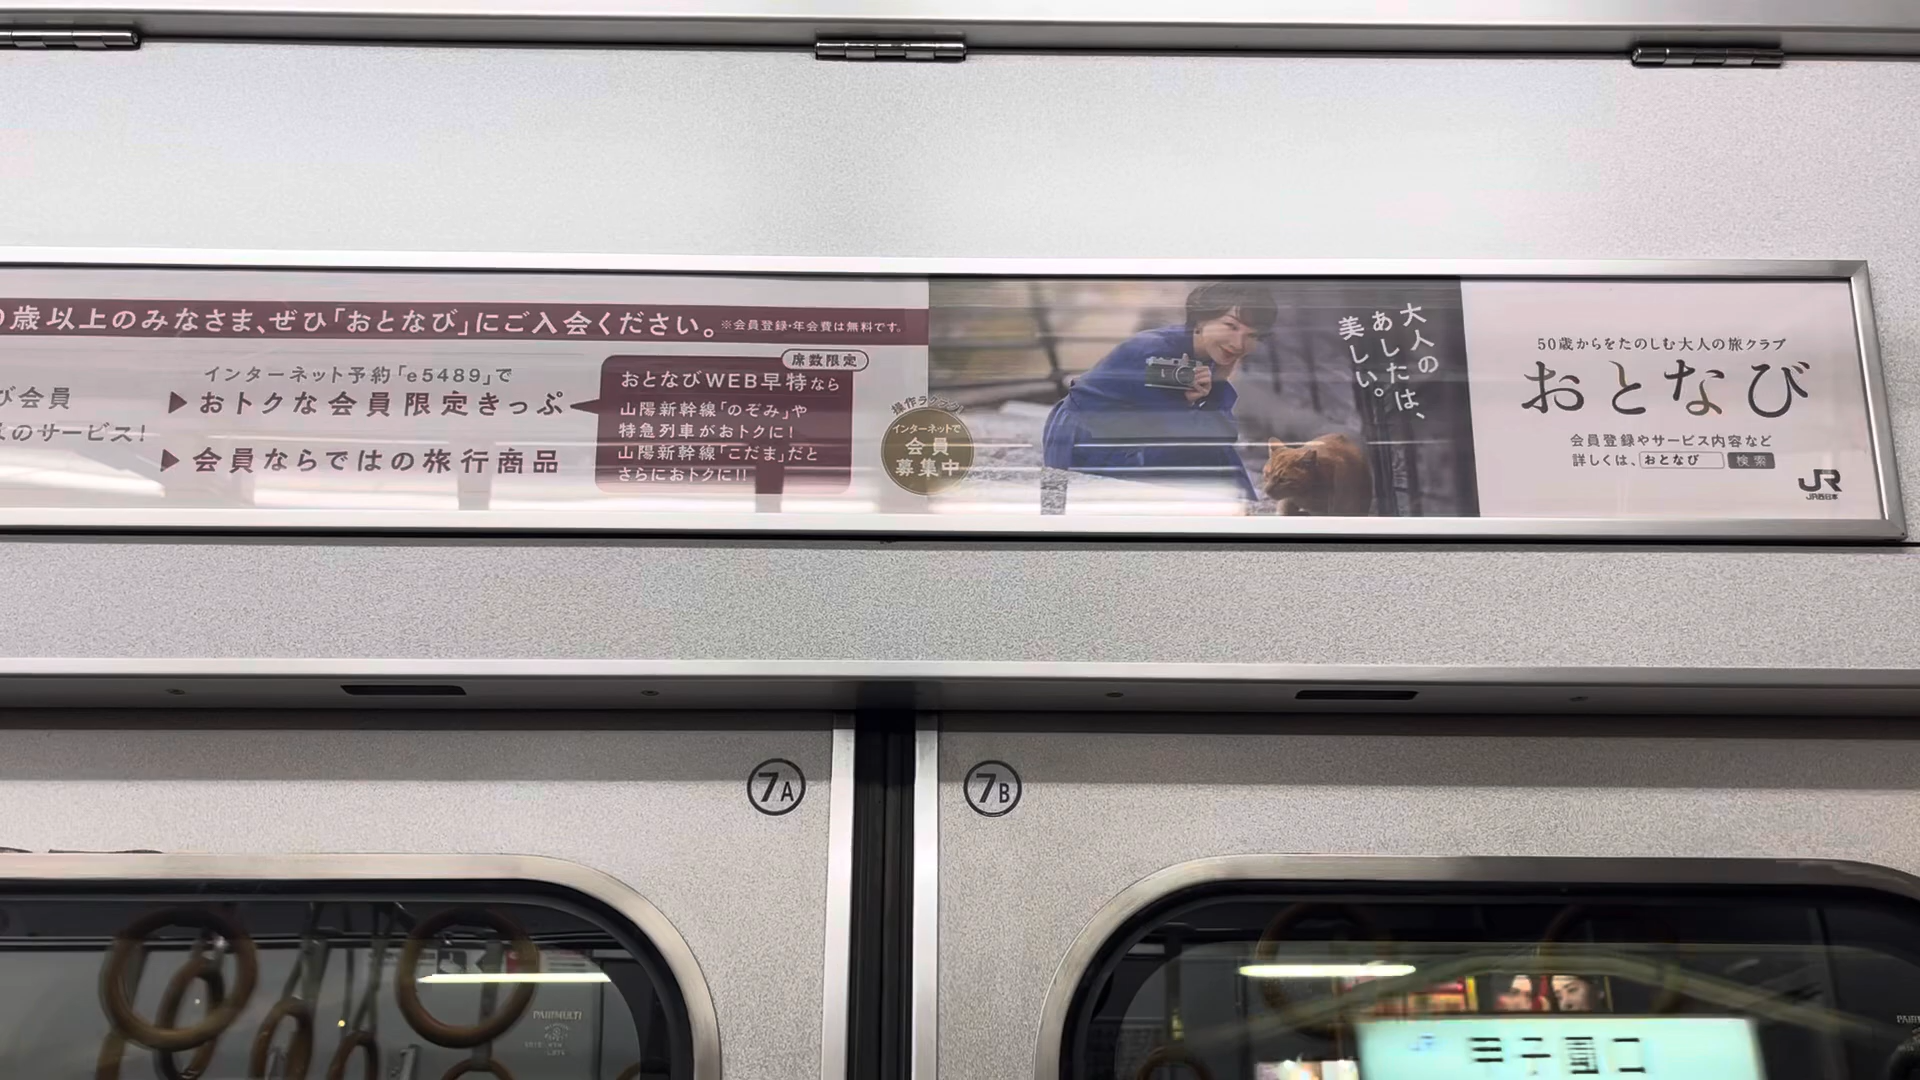 歳以上のみなさま、ぜひ「おとなび」にご入会ください。※会員登録・年会費は無料です。
び会員
のサービス!
インターネット予約「e5489」で
▶おトクな会員限定きっぷ
▶会員ならではの旅行商品
席数限定
おとなびWEB早特なら
山陽新幹線「のぞみ」や
特急列車がおトクに!
山陽新幹線「こだま」だと
さらにおトクに!!
操作ラクラク!
インターネットで
会員
募集中
大人の
あしたは、
美しい。
50歳からをたのしむ大人の旅クラブ
おとなび
会員登録やサービス内容など
詳しくは、おとなび 検索
JR
JR西日本
7A
7B
甲子園口